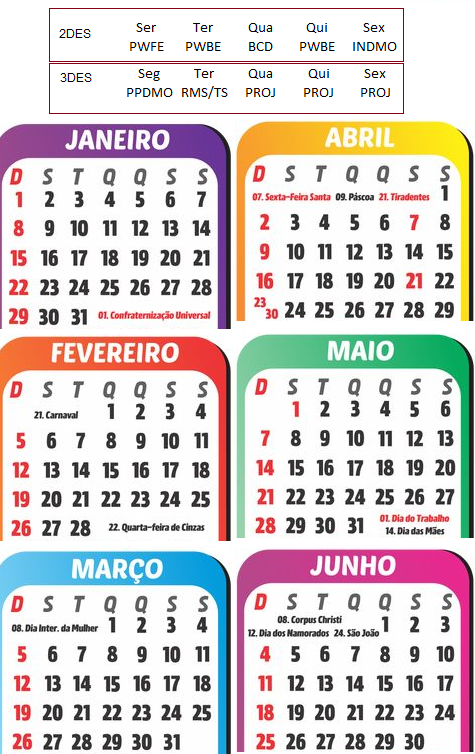 2DES Ser Ter Qua Qui Sex
PWFE PWBE BCD PWBE INDMO
3DES Seg Ter Qua Qui Sex
PPDMO RMS/TS PROJ PROJ PROJ
JANEIRO
D S T Q Q S S
1 2 3 4 5 6 7
8 9 10 11 12 13 14
15 16 17 18 19 20 21
22 23 24 25 26 27 28
29 30 31 01. Confraternização Universal
ABRIL
D S T Q Q S S
07. Sexta-Feira Santa 09. Páscoa 21. Tiradentes 1
2 3 4 5 6 7 8
9 10 11 12 13 14 15
16 17 18 19 20 21 22
23 30 24 25 26 27 28 29
FEVEREIRO
D S T Q Q S S
21. Carnaval 1 2 3 4
5 6 7 8 9 10 11
12 13 14 15 16 17 18
19 20 21 22 23 24 25
26 27 28 22. Quarta-feira de Cinzas
MAIO
D S T Q Q S S
1 2 3 4 5 6
7 8 9 10 11 12 13
14 15 16 17 18 19 20
21 22 23 24 25 26 27
28 29 30 31 01. Dia do Trabalho
14. Dia das Mães
MARÇO
D S T Q Q S S
08. Dia Inter. da Mulher 1 2 3 4
5 6 7 8 9 10 11
12 13 14 15 16 17 18
19 20 21 22 23 24 25
26 27 28 29 30 31
JUNHO
D S T Q Q S S
08. Corpus Christi
12. Dia dos Namorados 24. São João 1 2 3
4 5 6 7 8 9 10
11 12 13 14 15 16 17
18 19 20 21 22 23 24
25 26 27 28 29 30